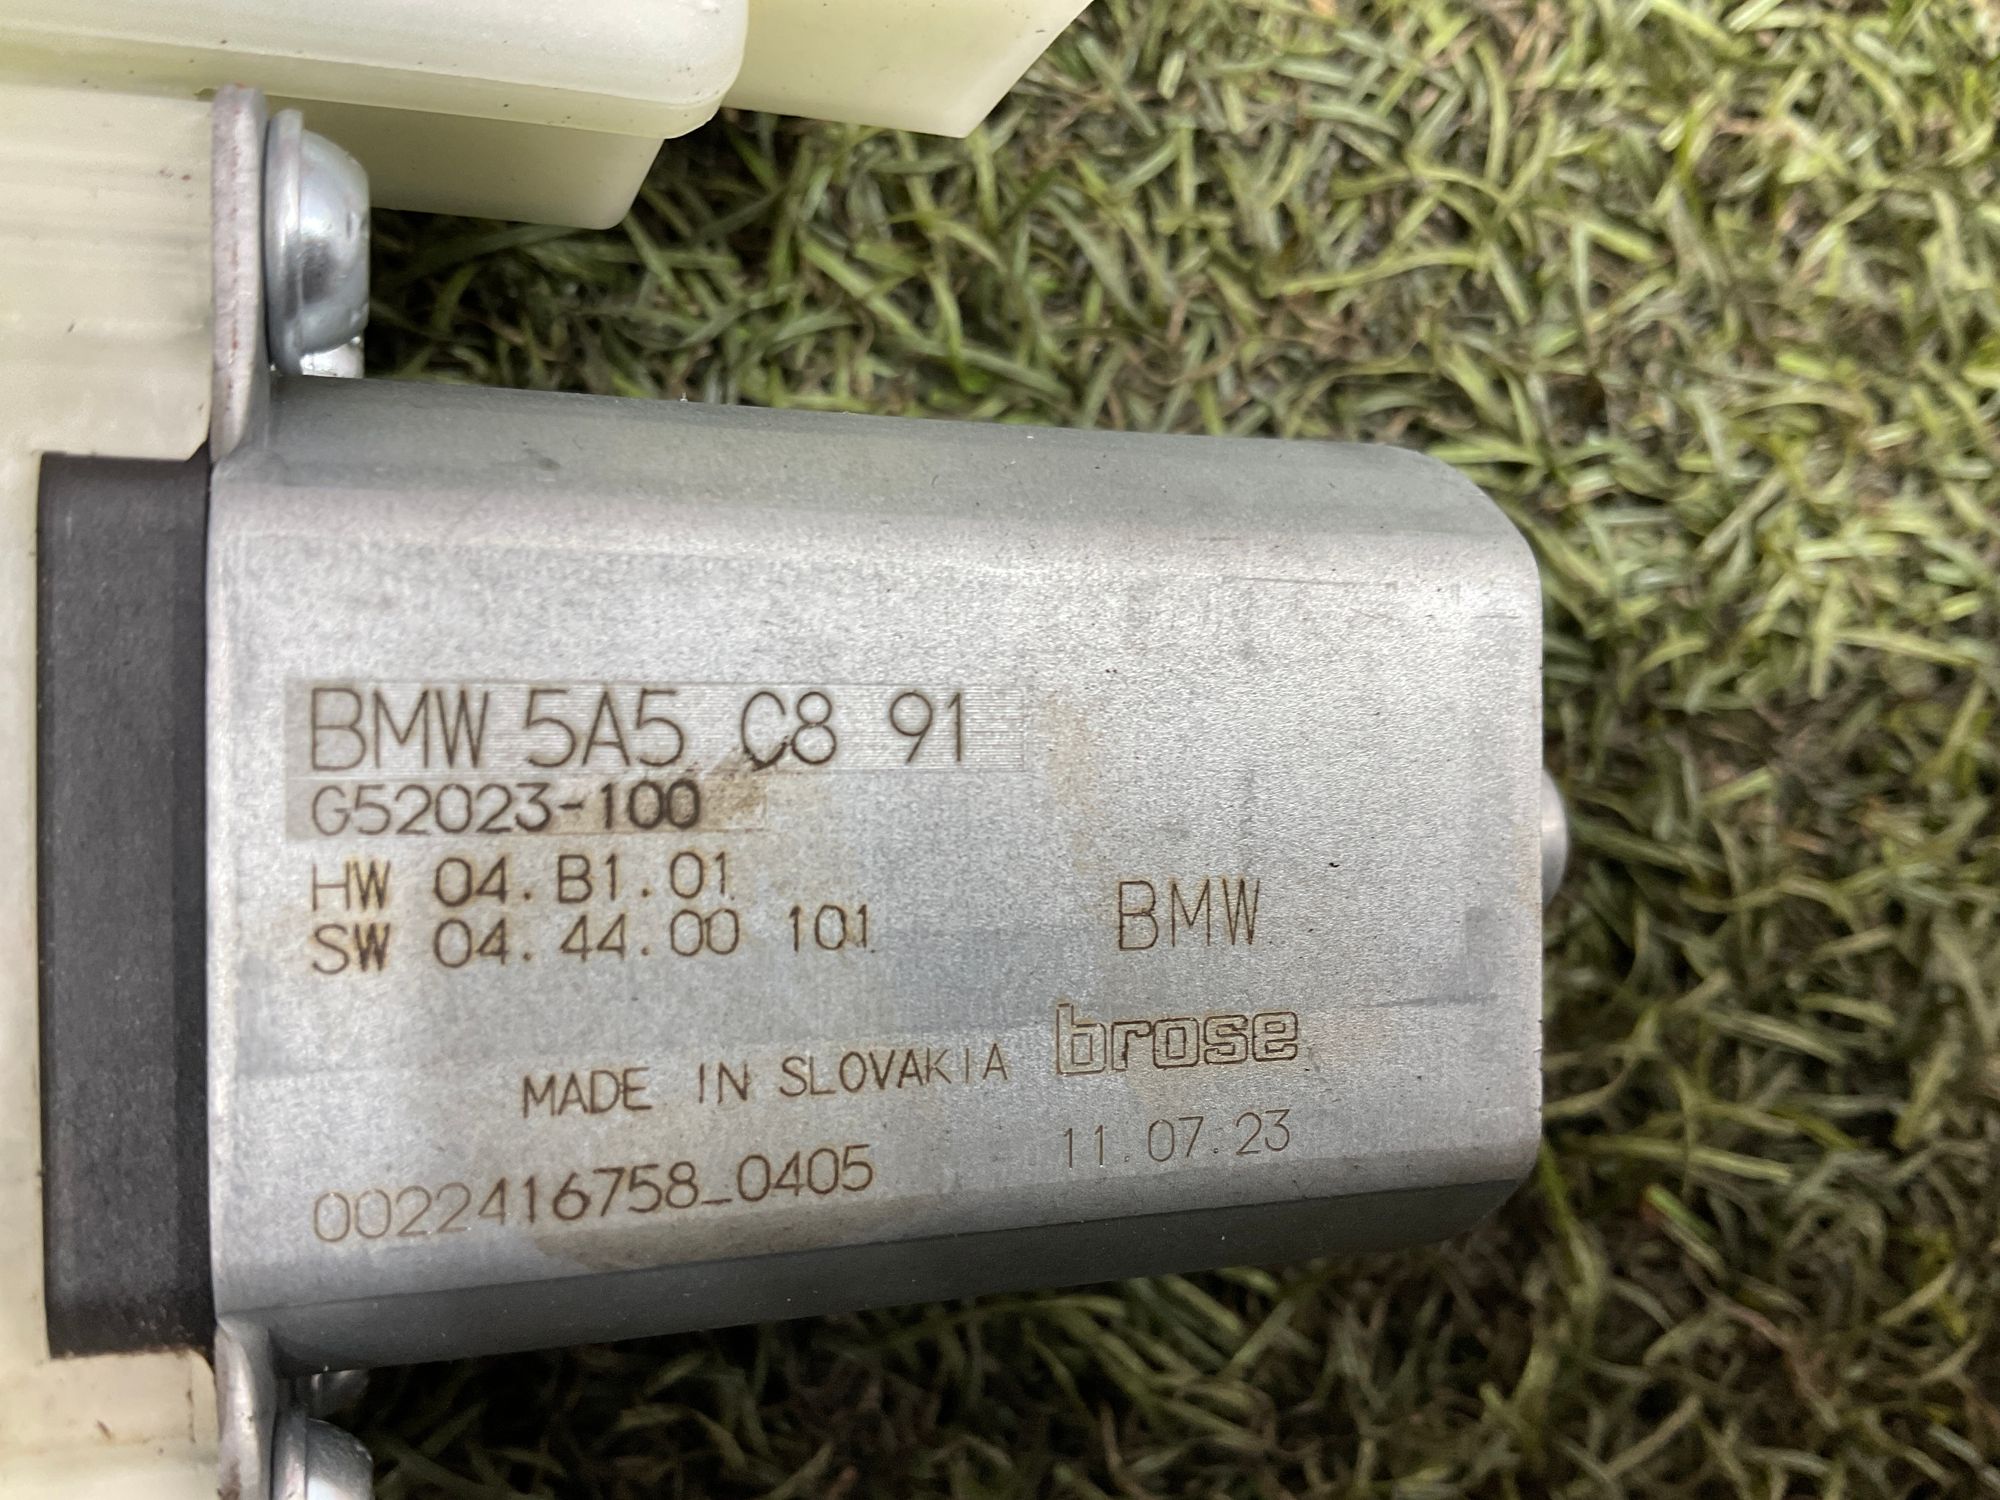 BMW 5A5 C8 91
G52023-100
HW 04.B1.01
SW 04.44.00 101
BMW
brose
MADE IN SLOVAKIA
11.07.23
0022416758_0405